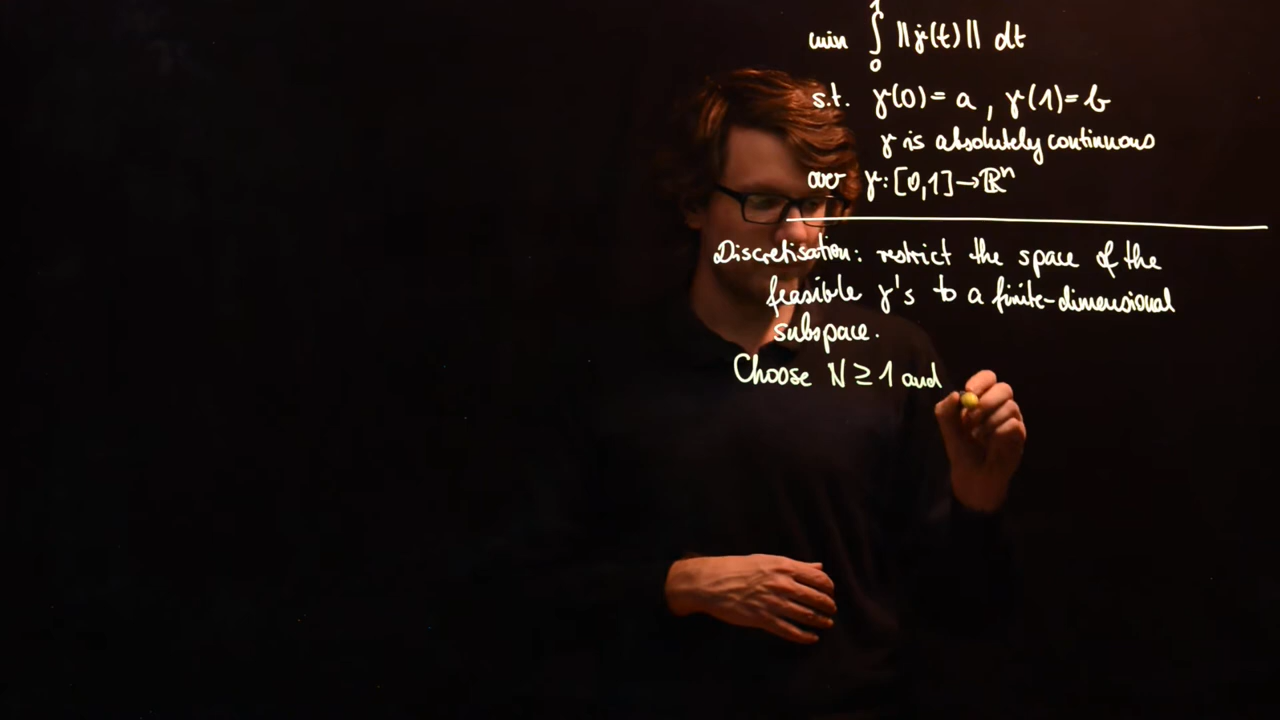 min ∫₀¹ ||γ̇(t)|| dt
s.t. γ(0) = a, γ(1) = b
γ is absolutely continuous
over γ: [0,1] → ℝⁿ
Discretisation: restrict the space of the
feasible γ's to a finite-dimensional
subspace.
Choose N ≥ 1 and